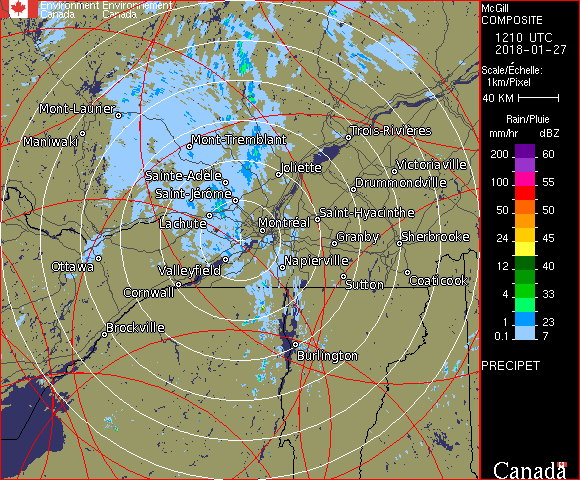 Environment Environnement
Canada Canada
McGill
COMPOSITE
1210 UTC
2018-01-27
Scale/Échelle:
1km/Pixel
40 KM
Rain/Pluie
mm/hr dBZ
200 60
100 55
50 50
24 45
12 40
4 33
1 23
0.1 7
PRECIPET
Canada
Mont-Laurier
Maniwaki
Mont-Tremblant
Trois-Rivières
Sainte-Adèle
Joliette
Victoriaville
Saint-Jérôme
Drummondville
Lachute
Montréal
Saint-Hyacinthe
Granby
Sherbrooke
Ottawa
Valleyfield
Napierville
Cornwall
Sutton
Coaticook
Brockville
Burlington